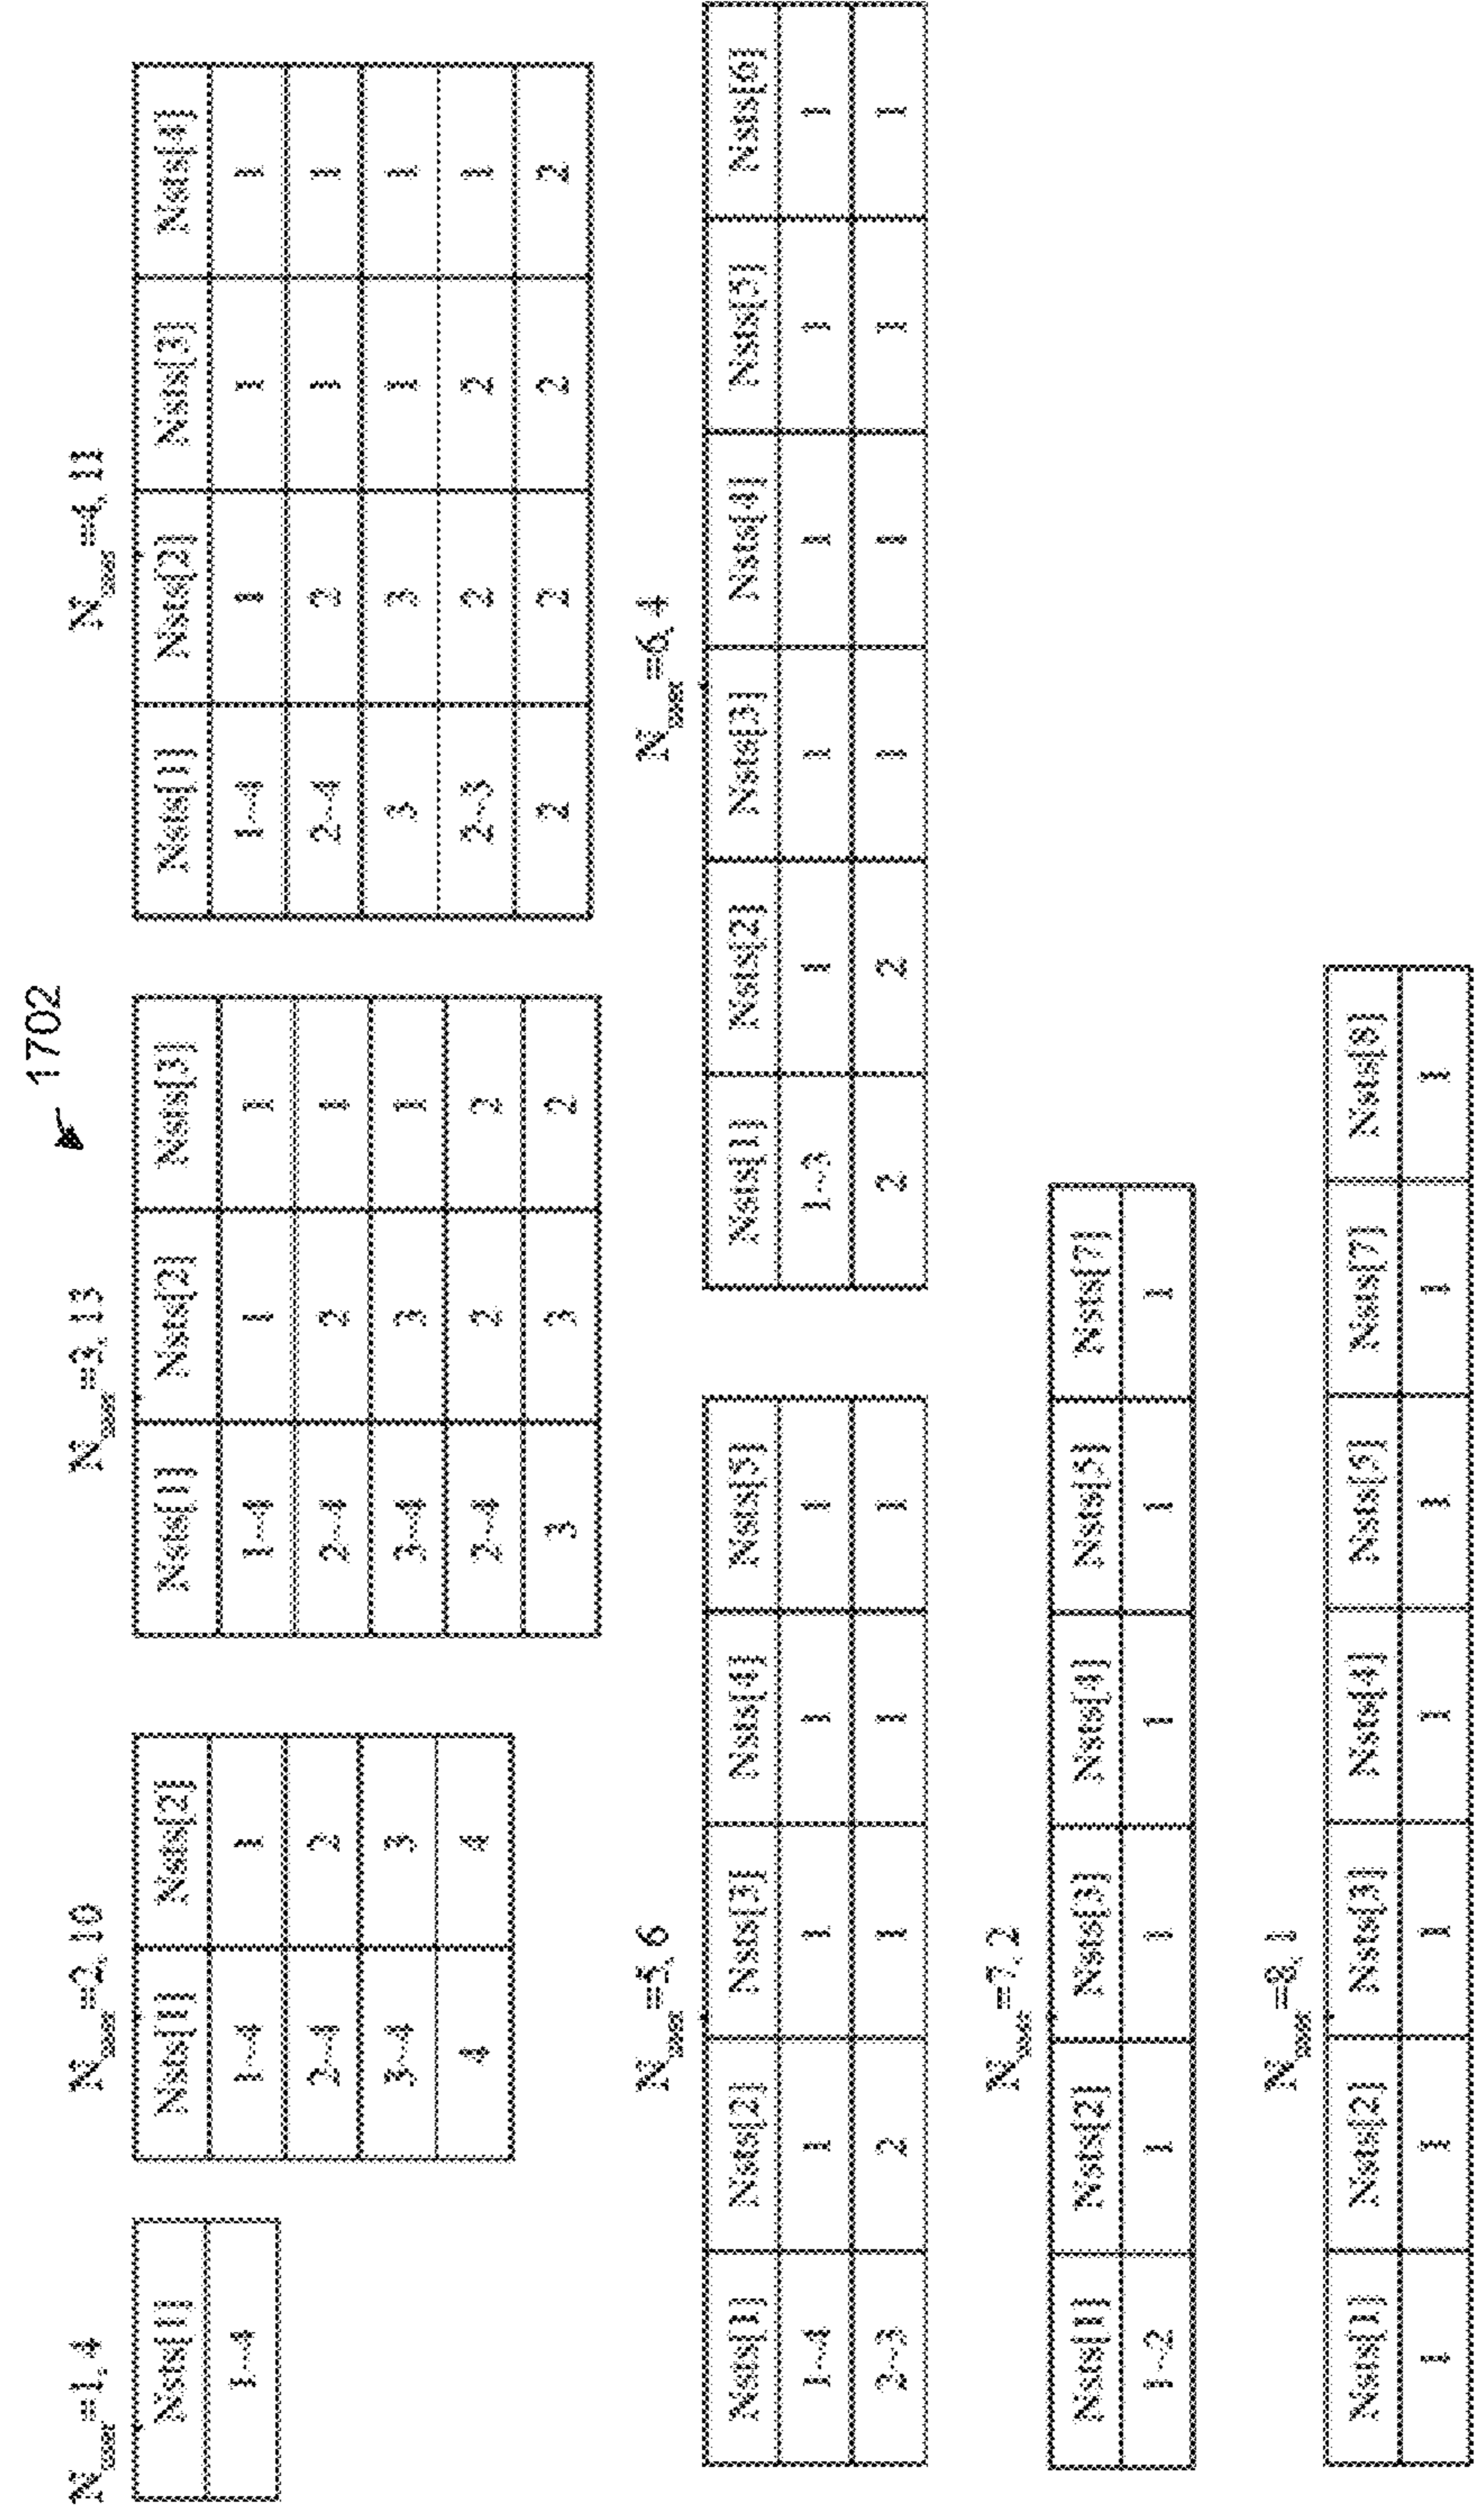 1702
N_user=1, 4
Nsts[1]
1~4
N_user=2, 10
Nsts[1] Nsts[2]
1~4 1
2~4 2
3~4 3
4 4
N_user=3, 13
Nsts[1] Nsts[2] Nsts[3]
1~4 1 1
2~4 2 1
3~4 3 1
2~4 2 2
3 3 2
N_user=4, 11
Nsts[1] Nsts[2] Nsts[3] Nsts[4]
1~4 1 1 1
2~4 2 1 1
3 3 1 1
2~3 2 2 1
2 2 2 2
N_user=5, 6
Nsts[1] Nsts[2] Nsts[3] Nsts[4] Nsts[5]
1~4 1 1 1 1
2~3 2 1 1 1
N_user=6, 4
Nsts[1] Nsts[2] Nsts[3] Nsts[4] Nsts[5] Nsts[6]
1~3 1 1 1 1 1
2 2 1 1 1 1
N_user=7, 2
Nsts[1] Nsts[2] Nsts[3] Nsts[4] Nsts[5] Nsts[7]
1~2 1 1 1 1 1
N_user=8, 1
Nsts[1] Nsts[2] Nsts[3] Nsts[4] Nsts[5] Nsts[7] Nsts[8]
1 1 1 1 1 1 1